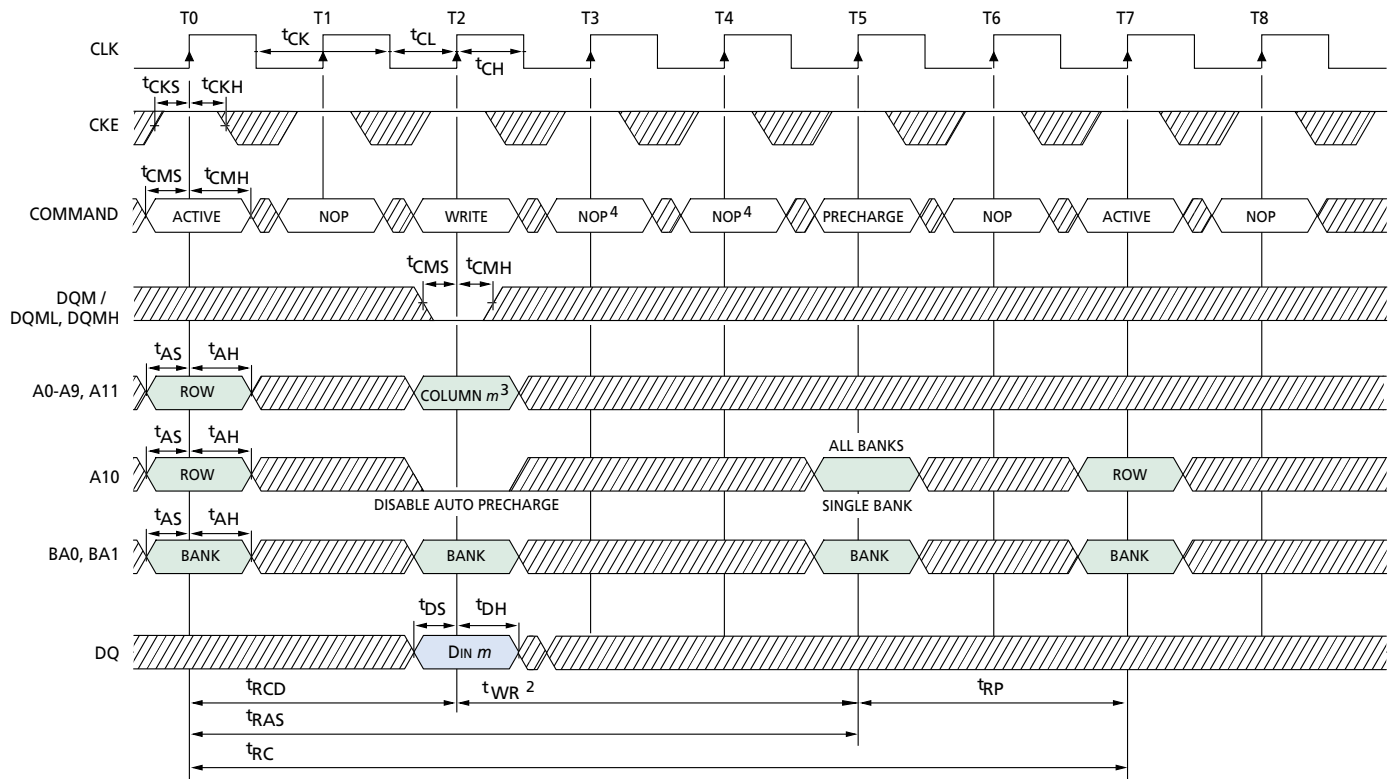 T0 T1 T2 T3 T4 T5 T6 T7 T8
CLK
tCK tCL
tCH
tCKS tCKH
CKE
tCMS tCMH
COMMAND ACTIVE NOP WRITE NOP4 NOP4 PRECHARGE NOP ACTIVE NOP
tCMS tCMH
DQM /
DQML, DQMH
tAS tAH
A0-A9, A11 ROW COLUMN m3
tAS tAH
ALL BANKS
A10 ROW ROW
DISABLE AUTO PRECHARGE SINGLE BANK
tAS tAH
BA0, BA1 BANK BANK BANK BANK
tDS tDH
DQ DIN m
tRCD tWR 2 tRP
tRAS
tRC